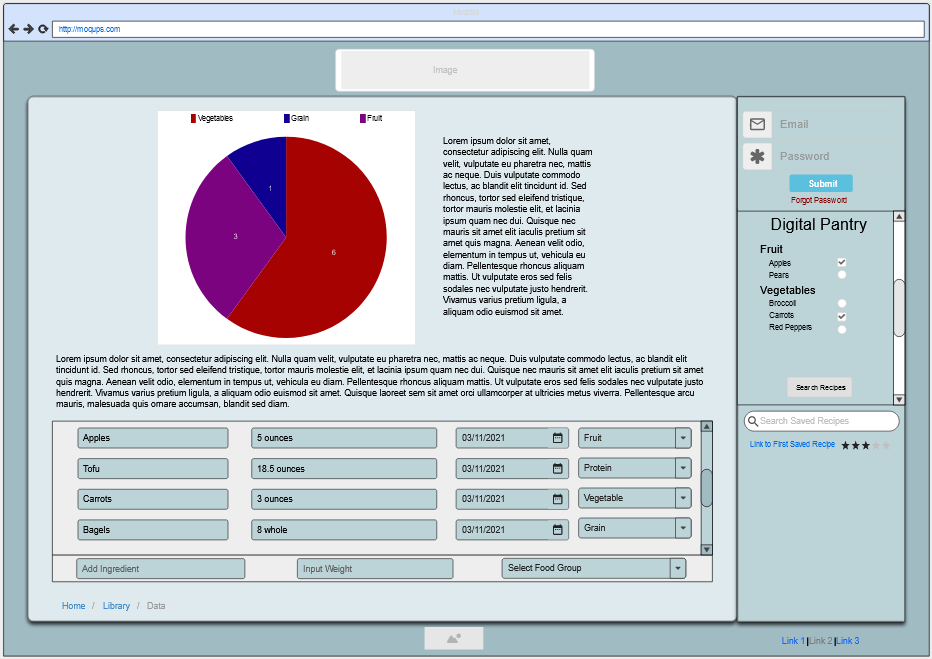 http://moqups.com
Image
Vegetables
Grain
Fruit
1
3
6
Lorem ipsum dolor sit amet,
consectetur adipiscing elit. Nulla quam
velit, vulputate eu pharetra nec, mattis
ac neque. Duis vulputate commodo
lectus, ac blandit elit tincidunt id. Sed
rhoncus, tortor sed eleifend tristique,
tortor mauris molestie elit, et lacinia
ipsum quam nec dui. Quisque nec
mauris sit amet elit iaculis pretium sit
amet quis magna. Aenean velit odio,
elementum in tempus ut, vehicula eu
diam. Pellentesque rhoncus aliquam
mattis. Ut vulputate eros sed felis
sodales nec vulputate justo hendrerit.
Vivamus varius pretium ligula, a
aliquam odio euismod sit amet.
Lorem ipsum dolor sit amet, consectetur adipiscing elit. Nulla quam velit, vulputate eu pharetra nec, mattis ac neque. Duis vulputate commodo lectus, ac blandit elit
tincidunt id. Sed rhoncus, tortor sed eleifend tristique, tortor mauris molestie elit, et lacinia ipsum quam nec dui. Quisque nec mauris sit amet elit iaculis pretium sit amet
quis magna. Aenean velit odio, elementum in tempus ut, vehicula eu diam. Pellentesque rhoncus aliquam mattis. Ut vulputate eros sed felis sodales nec vulputate justo
hendrerit. Vivamus varius pretium ligula, a aliquam odio euismod sit amet. Quisque laoreet sem sit amet orci ullamcorper at ultricies metus viverra. Pellentesque arcu
mauris, malesuada quis ornare accumsan, blandit sed diam.
Apples 5 ounces 03/11/2021 Fruit
Tofu 18.5 ounces 03/11/2021 Protein
Carrots 3 ounces 03/11/2021 Vegetable
Bagels 8 whole 03/11/2021 Grain
Add Ingredient Input Weight Select Food Group
Home / Library / Data
Email
Password
Submit
Forgot Password
Digital Pantry
Fruit
Apples
Pears
Vegetables
Broccoli
Carrots
Red Peppers
Search Recipes
Search Saved Recipes
Link to First Saved Recipe
Link 1 Link 2 Link 3